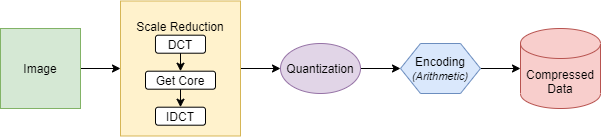 Image
Scale Reduction
DCT
Get Core
IDCT
Quantization
Encoding
(Arithmetic)
Compressed
Data